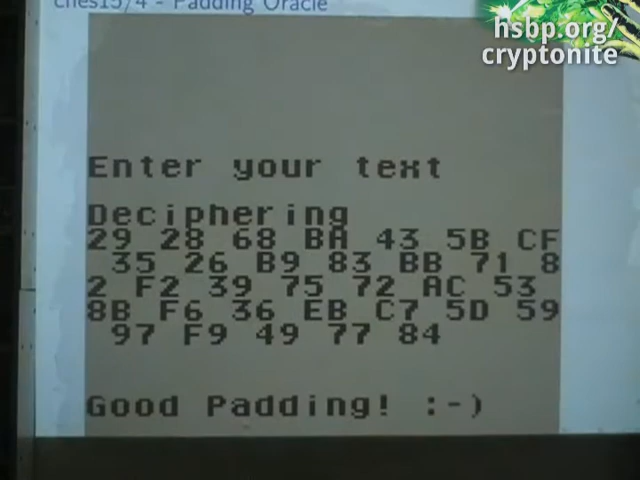 ches15/4 - Padding Oracle
hsbp.org/
cryptonite
Enter your text
Deciphering
29 28 68 BA 43 5B CF
35 26 B9 83 BB 71 8
2 F2 39 75 72 AC 53
8B F6 36 EB C7 5D 59
97 F9 49 77 84
Good Padding! :-)